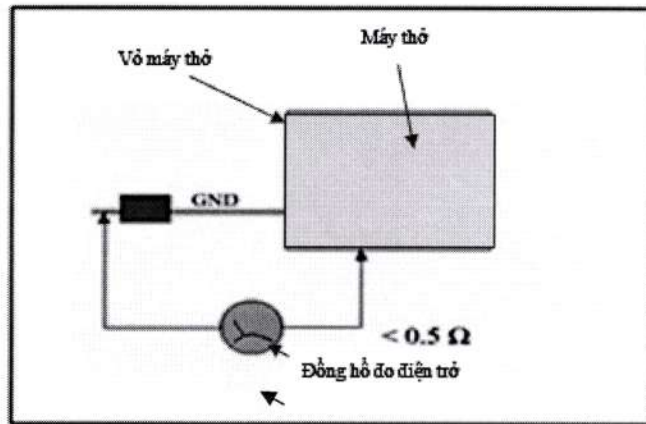 Máy thở
Vỏ máy thở
GND
< 0.5 Ω
Đồng hồ đo điện trở